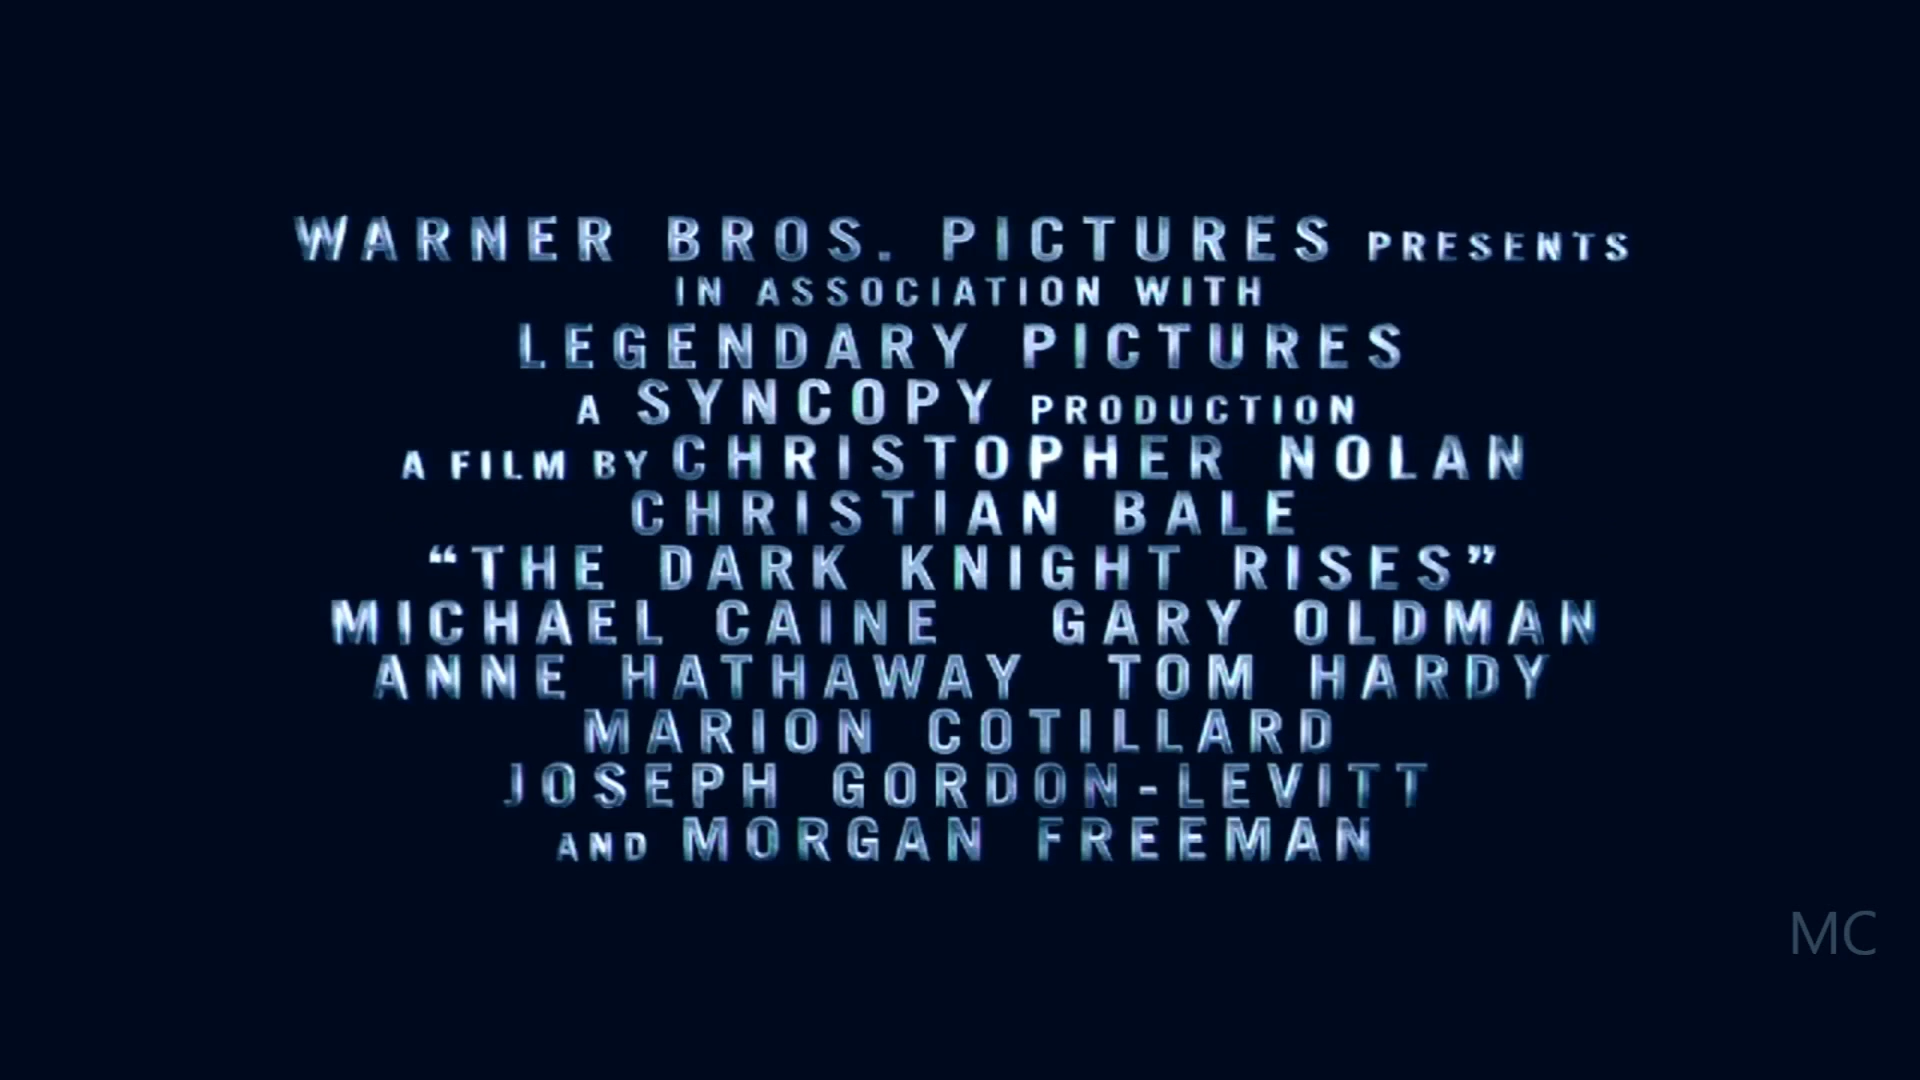 WARNER BROS. PICTURES PRESENTS
IN ASSOCIATION WITH
LEGENDARY PICTURES
A SYNCOPY PRODUCTION
A FILM BY CHRISTOPHER NOLAN
CHRISTIAN BALE
“THE DARK KNIGHT RISES”
MICHAEL CAINE GARY OLDMAN
ANNE HATHAWAY TOM HARDY
MARION COTILLARD
JOSEPH GORDON-LEVITT
AND MORGAN FREEMAN
MC